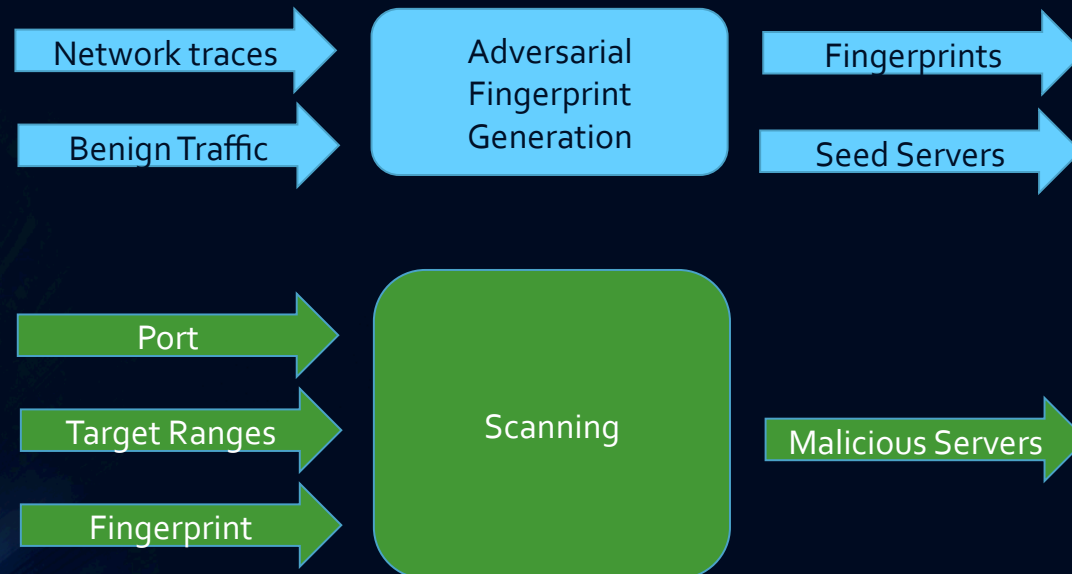 Network traces
Benign Traffic
Adversarial
Fingerprint
Generation
Fingerprints
Seed Servers
Port
Target Ranges
Fingerprint
Scanning
Malicious Servers